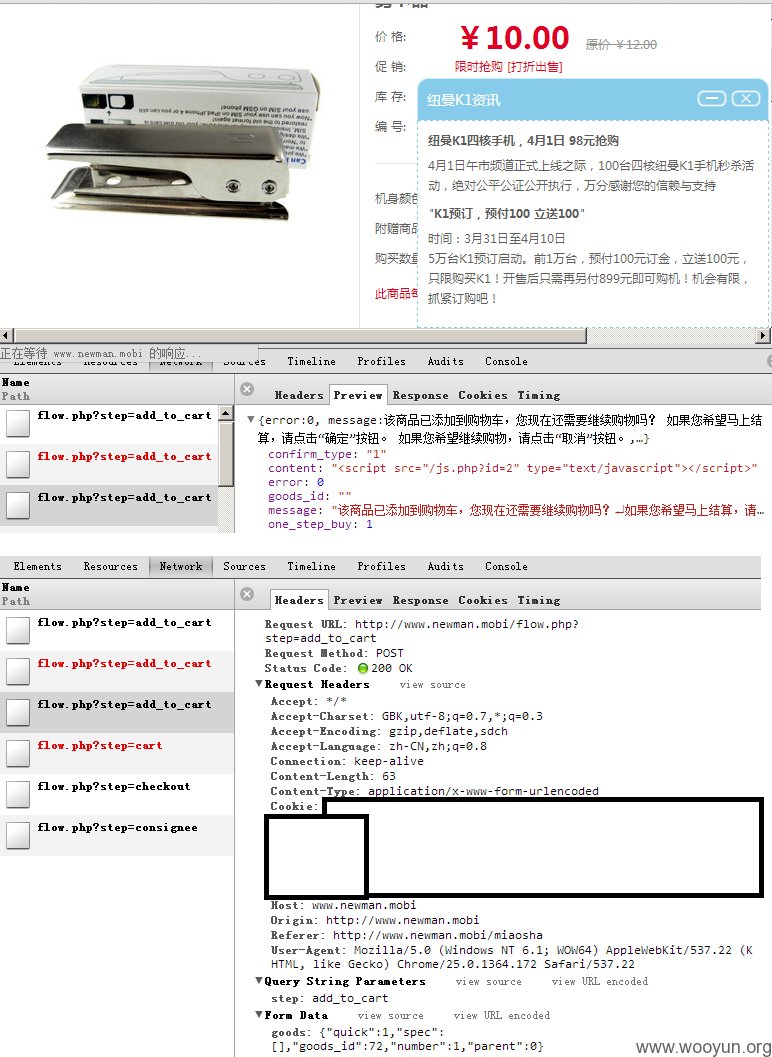 价 格:
￥10.00
原价 ￥12.00
促 销:
限时抢购 [打折出售]
库 存:
纽曼K1资讯
编 号:
纽曼K1四核手机，4月1日 98元抢购
4月1日午市频道正式上线之际，100台四核纽曼K1手机秒杀活
动，绝对公平公证公开执行，万分感谢您的信赖与支持
机身颜色
"K1预订，预付100 立送100"
附赠商品
时间：3月31日至4月10日
购买数量
5万台K1预订启动。前1万台，预付100元订金，立送100元，
只限购买K1！开售后只需再另付899元即可购机！机会有限，
此商品
抓紧订购吧！
正在等待 www.newman.mobi 的响应...
Elements Resources Network Sources Timeline Profiles Audits Console
Name
Path
Headers Preview Response Cookies Timing
flow.php?step=add_to_cart
flow.php?step=add_to_cart
flow.php?step=add_to_cart
{error:0, message:该商品已添加到购物车，您现在还需要继续购物吗？ 如果您希望马上结
算，请点击“确定”按钮。 如果您希望继续购物，请点击“取消”按钮。,…}
confirm_type: "1"
content: "<script src="/js.php?id=2" type="text/javascript"></script>"
error: 0
goods_id: ""
message: "该商品已添加到购物车，您现在还需要继续购物吗？↵如果您希望马上结算，请…
one_step_buy: 1
Elements Resources Network Sources Timeline Profiles Audits Console
Name
Path
Headers Preview Response Cookies Timing
flow.php?step=add_to_cart
flow.php?step=add_to_cart
flow.php?step=add_to_cart
flow.php?step=cart
flow.php?step=checkout
flow.php?step=consignee
Request URL: http://www.newman.mobi/flow.php?
step=add_to_cart
Request Method: POST
Status Code: 200 OK
Request Headers view source
Accept: */*
Accept-Charset: GBK,utf-8;q=0.7,*;q=0.3
Accept-Encoding: gzip,deflate,sdch
Accept-Language: zh-CN,zh;q=0.8
Connection: keep-alive
Content-Length: 63
Content-Type: application/x-www-form-urlencoded
Cookie:
Host: www.newman.mobi
Origin: http://www.newman.mobi
Referer: http://www.newman.mobi/miaosha
User-Agent: Mozilla/5.0 (Windows NT 6.1; WOW64) AppleWebKit/537.22 (K
HTML, like Gecko) Chrome/25.0.1364.172 Safari/537.22
Query String Parameters view source view URL encoded
step: add_to_cart
Form Data view source view URL encoded
goods: {"quick":1,"spec":
[],"goods_id":72,"number":1,"parent":0}
www.wooyun.org